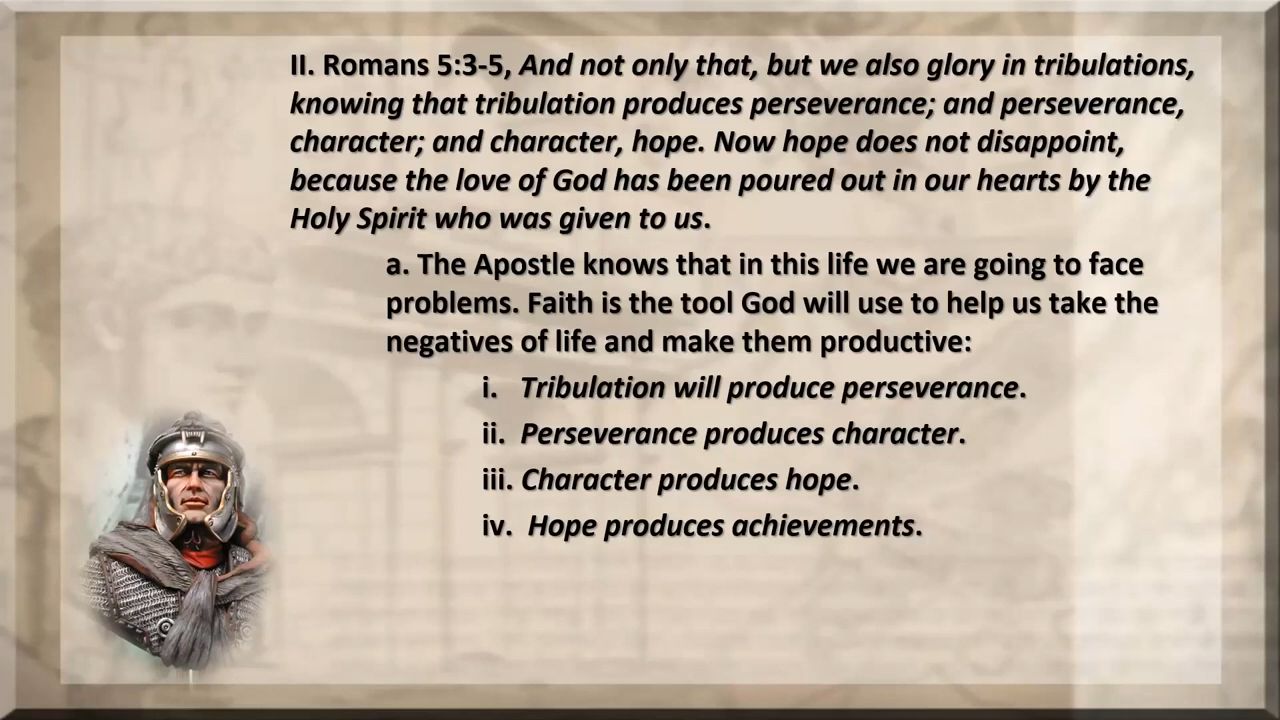 II. Romans 5:3-5, And not only that, but we also glory in tribulations,
knowing that tribulation produces perseverance; and perseverance,
character; and character, hope. Now hope does not disappoint,
because the love of God has been poured out in our hearts by the
Holy Spirit who was given to us.
a. The Apostle knows that in this life we are going to face
problems. Faith is the tool God will use to help us take the
negatives of life and make them productive:
i. Tribulation will produce perseverance.
ii. Perseverance produces character.
iii. Character produces hope.
iv. Hope produces achievements.